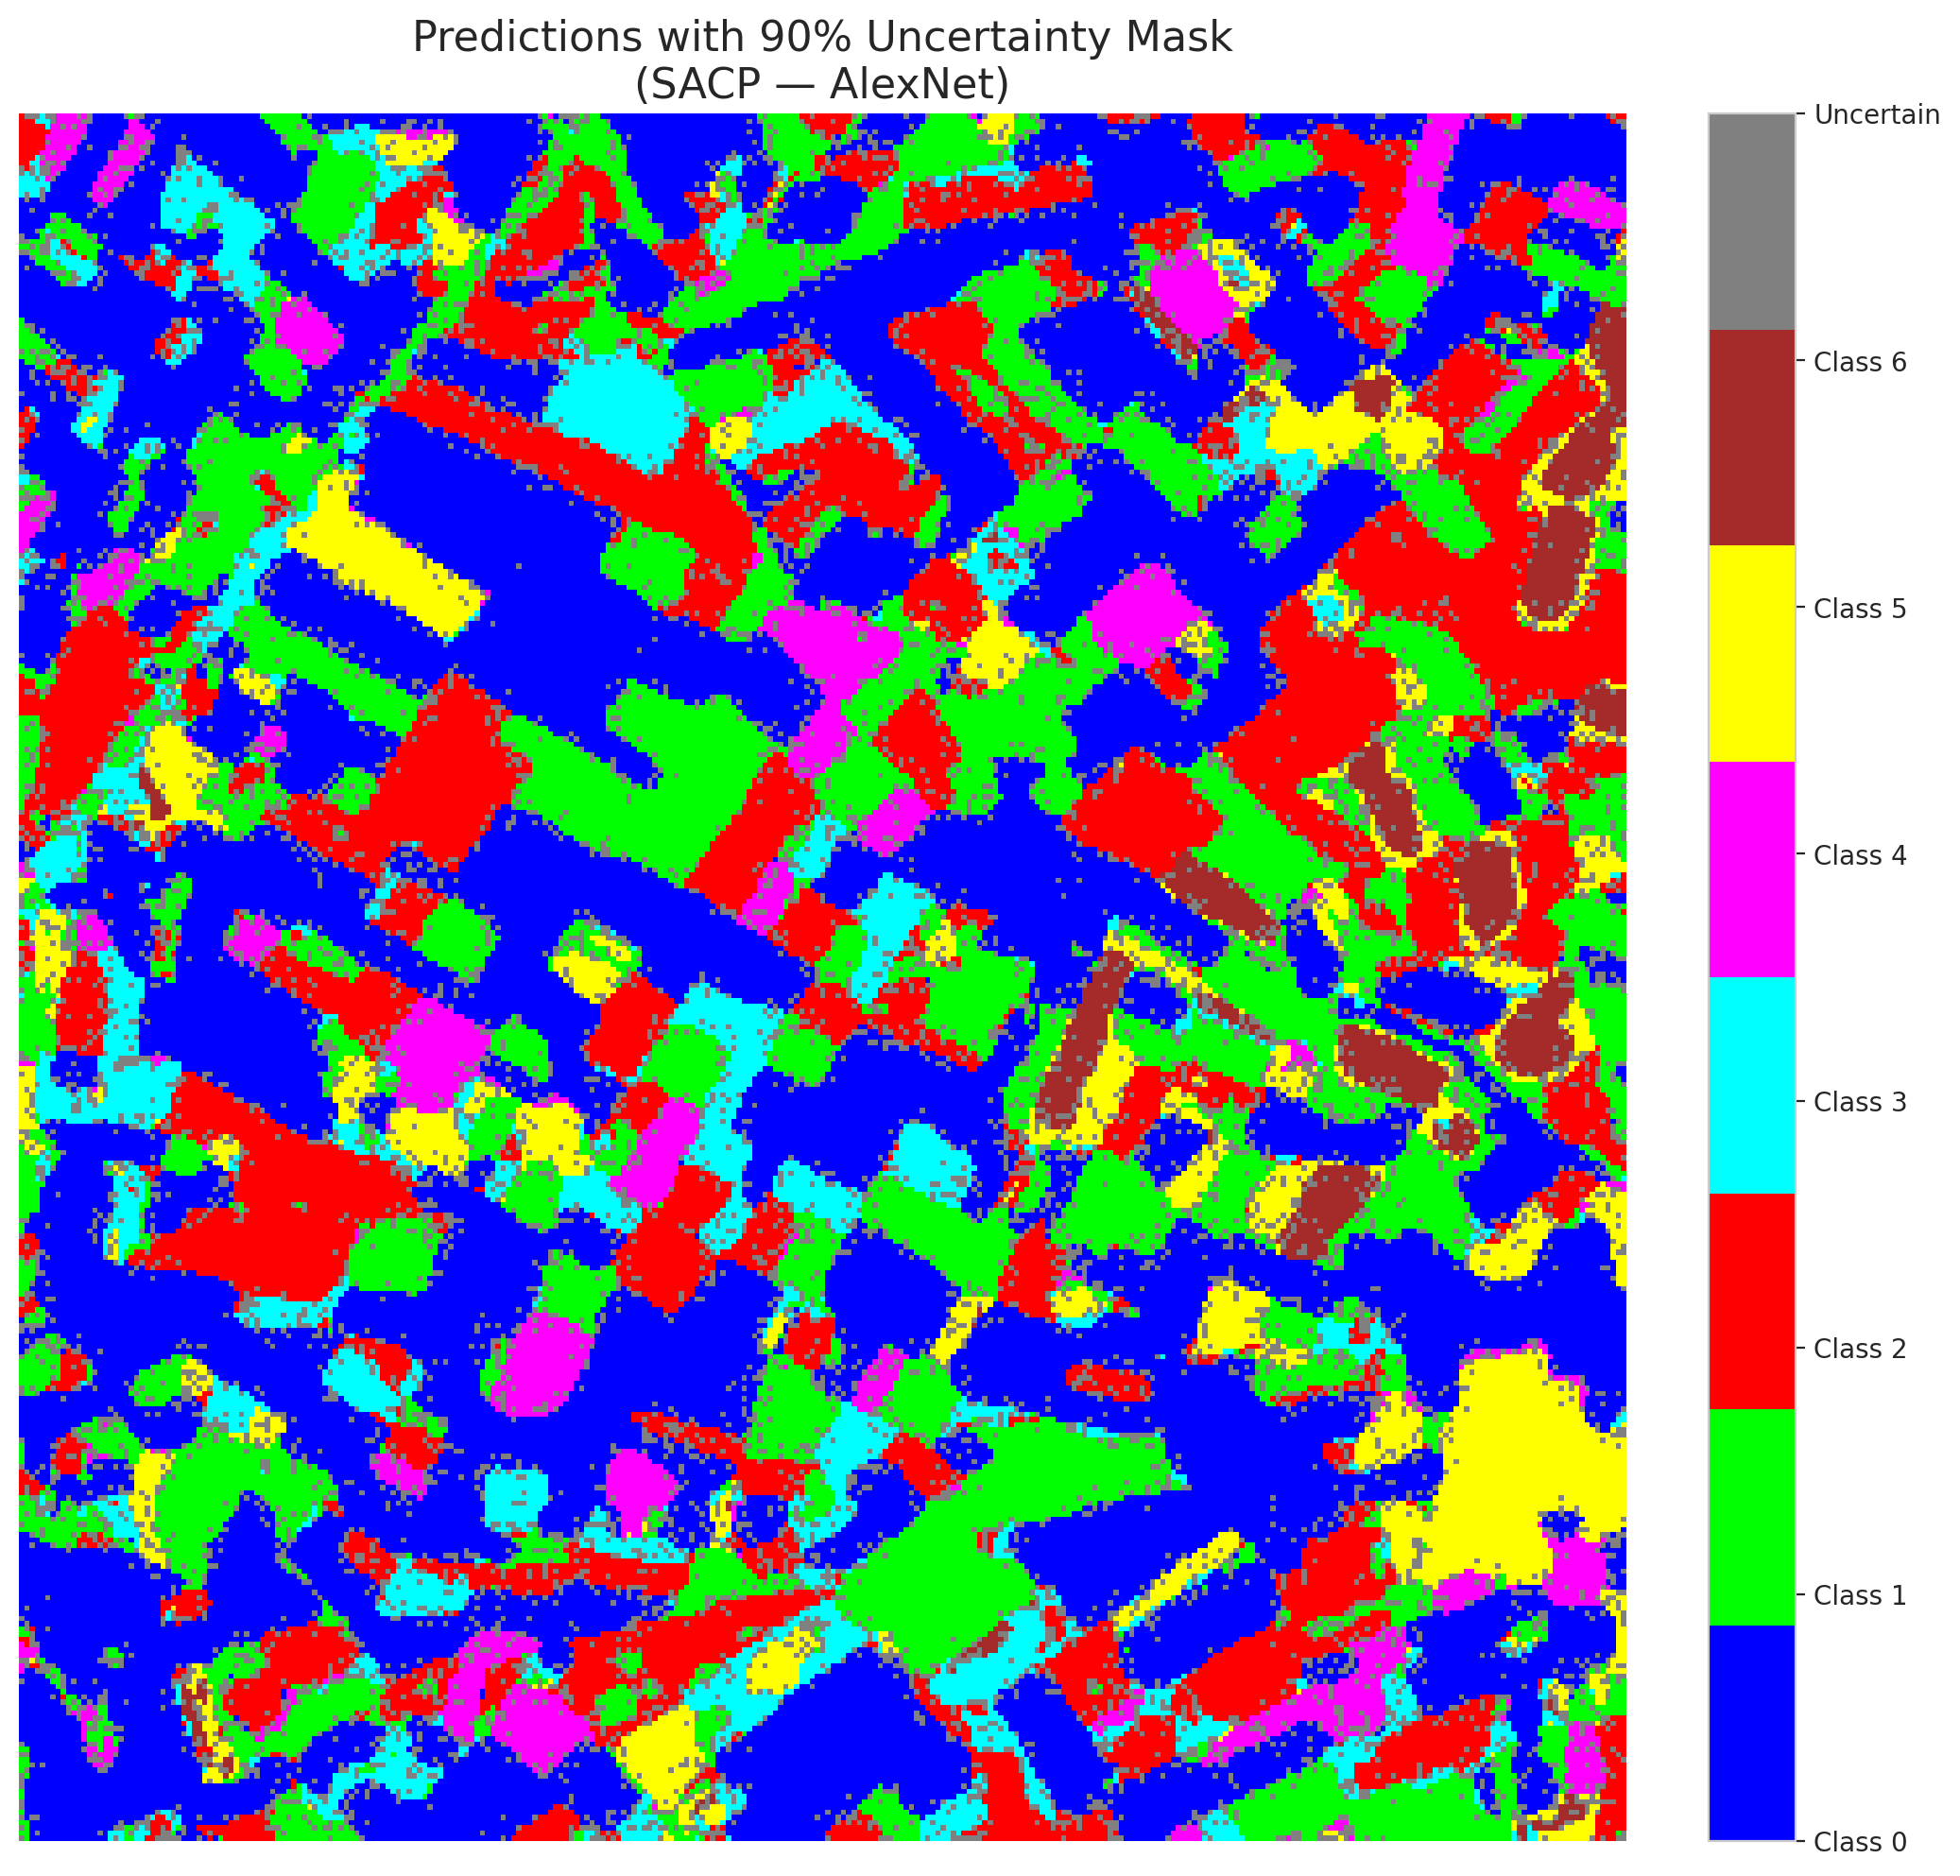 Predictions with 90% Uncertainty Mask
(SACP — AlexNet)
Uncertain
Class 6
Class 5
Class 4
Class 3
Class 2
Class 1
Class 0